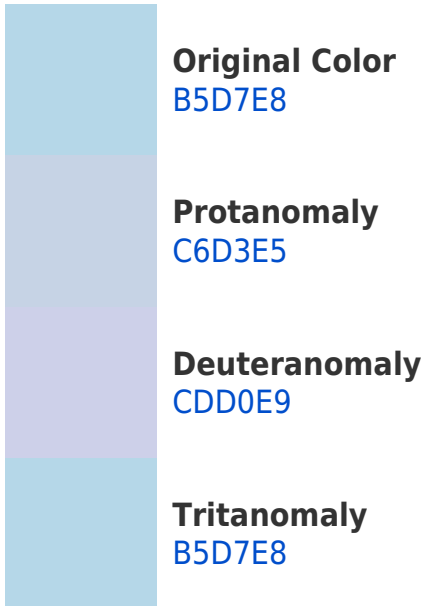 Original Color
B5D7E8
Protanomaly
C6D3E5
Deuteranomaly
CDD0E9
Tritanomaly
B5D7E8